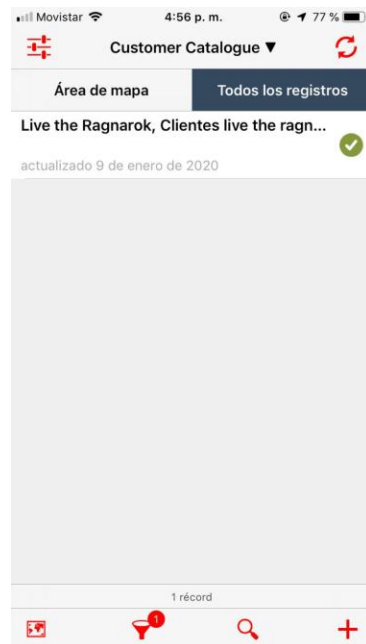 Movistar 4:56 p. m. 77 %
Customer Catalogue ▼
Área de mapa Todos los registros
Live the Ragnarok, Clientes live the ragn...
actualizado 9 de enero de 2020
1 récord
1